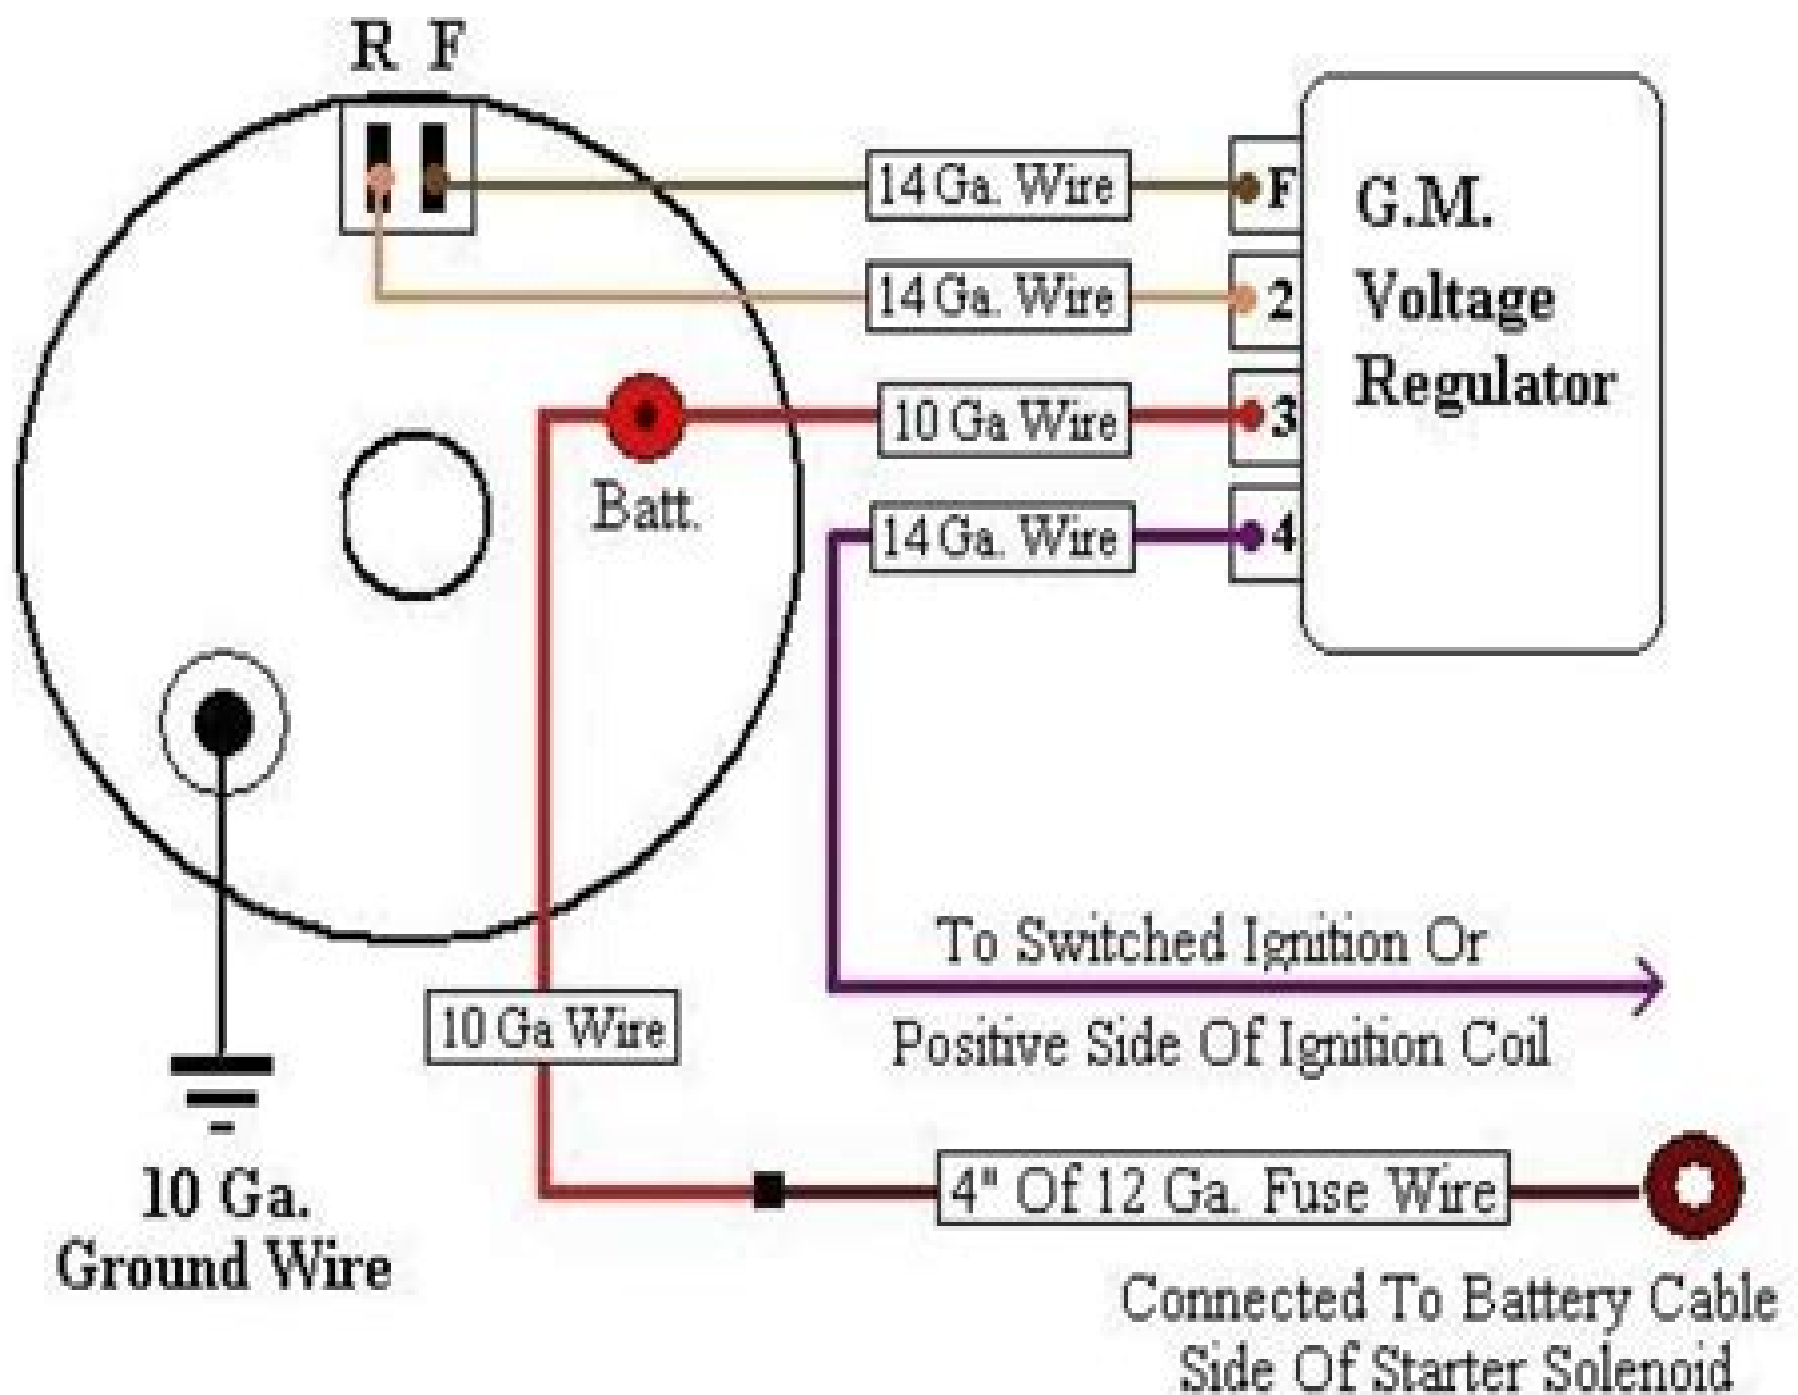 R F
14 Ga. Wire
F
G.M.
Voltage
Regulator
14 Ga. Wire
2
10 Ga Wire
3
Batt.
14 Ga. Wire
4
To Switched Ignition Or
Positive Side Of Ignition Coil
10 Ga Wire
4" Of 12 Ga. Fuse Wire
10 Ga.
Ground Wire
Connected To Battery Cable
Side Of Starter Solenoid